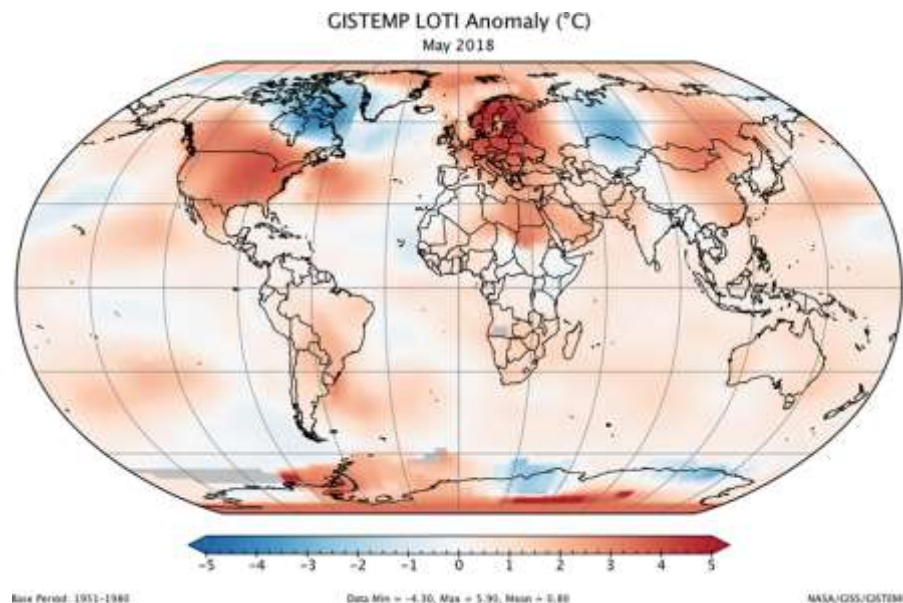 GISTEMP LOTI Anomaly (°C)
May 2018
-5 -4 -3 -2 -1 0 1 2 3 4 5
Base Period: 1951-1980 Data Min = -4.30, Max = 5.90, Mean = 0.80 NASA/GISS/GISTEMP